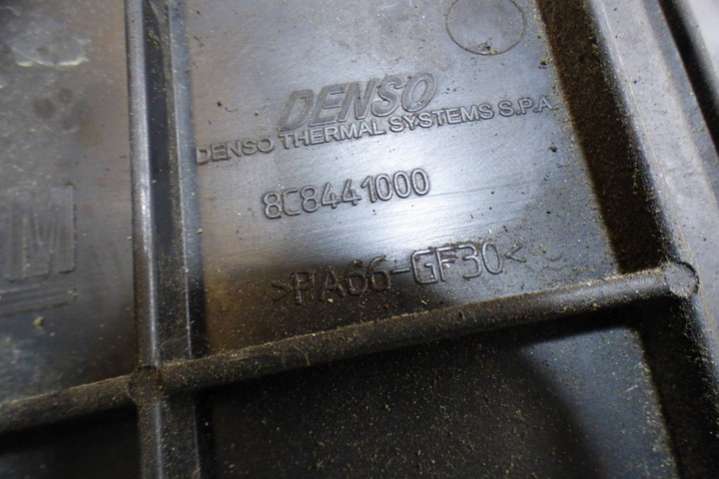 DENSO
DENSO THERMAL SYSTEMS S.P.A.
8C8441000
>PA66-GF30<